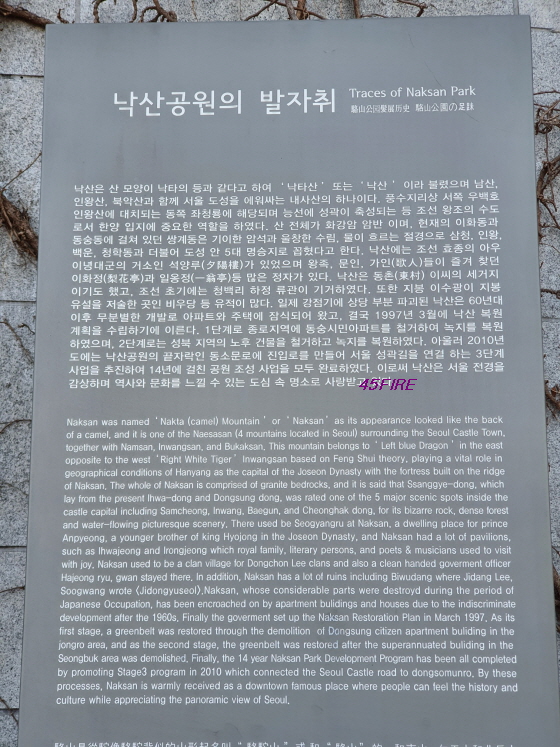 낙산공원의 발자취 Traces of Naksan Park
駱山公園の足跡
낙산은 산 모양이 낙타의 등과 같다고 하여 ‘낙타산’ 또는 ‘낙산’ 이라 불렸으며 남산,
인왕산, 북악산과 함께 서울 도성을 에워싸는 내사산의 하나이다. 풍수지리상 서쪽 우백호
인왕산에 대치되는 동쪽 좌청룡에 해당되며 능선에 성곽이 축성되는 등 조선 왕조의 수도
로서 한양 입지에 중요한 역할을 하였다. 산 전체가 화강암 암반 이며, 현재의 이화동과
동숭동에 걸쳐 있던 쌍계동은 기이한 암석과 울창한 수림, 물이 흐르는 절경으로 삼청, 인왕,
백운, 청학동과 더불어 도성 안 5대 명승지로 꼽혔다고 한다. 낙산에는 조선 효종의 아우
인평대군의 거소인 석양루(夕陽樓)가 있었으며 왕족, 문인, 가인(歌人)들이 즐겨 찾던
이화정(梨花亭)과 일옹정(一翁亭)등 많은 정자가 있다. 낙산은 동촌(東村) 이씨의 세거지
이기도 했고, 조선 초기에는 청백리 하정 류관이 기거하였다. 또한 지봉 이수광이 지봉
유설을 저술한 곳인 비우당 등 유적이 많다. 일제 강점기에 상당 부분 파괴된 낙산은 60년대
이후 무분별한 개발로 아파트와 주택에 잠식되어 왔고, 결국 1997년 3월에 낙산 복원
계획을 수립하기에 이른다. 1단계로 종로지역에 동숭시민아파트를 철거하여 녹지를 복원
하였으며, 2단계로는 성북 지역의 노후 건물을 철거하고 녹지를 복원하였다. 아울러 2010년
도에는 낙산공원의 끝자락인 동소문로에 진입로를 만들어 서울 성곽길을 연결 하는 3단계
사업을 추진하여 14년에 걸친 공원 조성 사업을 모두 완료하였다. 이로써 낙산은 서울 전경을
감상하며 역사와 문화를 느낄 수 있는 도심 속 명소로 사랑받고
45FIRE
Naksan was named ‘Nakta (camel) Mountain’ or ‘Naksan’ as its appearance looked like the back
of a camel, and it is one of the Naesasan (4 mountains located in Seoul) surrounding the Seoul Castle Town,
together with Namsan, Inwangsan, and Bukaksan. This mountain belongs to ‘Left blue Dragon’ in the east
opposite to the west ‘Right White Tiger’ Inwangsan based on Feng Shui theory, playing a vital role in
geographical conditions of Hanyang as the capital of the Joseon Dynasty with the fortress built on the ridge
of Naksan. The whole of Naksan is comprised of granite bedrocks, and it is said that Ssanggye-dong, which
lay from the present Ihwa-dong and Dongsung dong, was rated one of the 5 major scenic spots inside the
castle capital including Samcheong, Inwang, Baegun, and Cheonghak dong, for its bizarre rock, dense forest
and water-flowing picturesque scenery. There used be Seogyangru at Naksan, a dwelling place for prince
Anpyeong, a younger brother of king Hyojong in the Joseon Dynasty, and Naksan had a lot of pavilions,
such as Ihwajeong and Irongjeong which royal family, literary persons, and poets & musicians used to visit
with joy. Naksan used to be a clan village for Dongchon Lee clans and also a clean handed goverment officer
Hajeong ryu, gwan stayed there. In addition, Naksan has a lot of ruins including Biwudang where Jidang Lee,
Soogwang wrote 〈Jidongyuseol〉.Naksan, whose considerable parts were destroyd during the period of
Japanese Occupation, has been encroached on by apartment buildings and houses due to the indiscriminate
development after the 1960s. Finally the goverment set up the Naksan Restoration Plan in March 1997. As its
first stage, a greenbelt was restored through the demolition of Dongsung citizen apartment buliding in the
jongro area, and as the second stage, the greenbelt was restored after the superannuated buliding in the
Seongbuk area was demolished. Finally, the 14 year Naksan Park Development Program has been all completed
by promoting Stage3 program in 2010 which connected the Seoul Castle road to dongsomunro. By these
processes, Naksan is warmly received as a downtown famous place where people can feel the history and
culture while appreciating the panoramic view of Seoul.